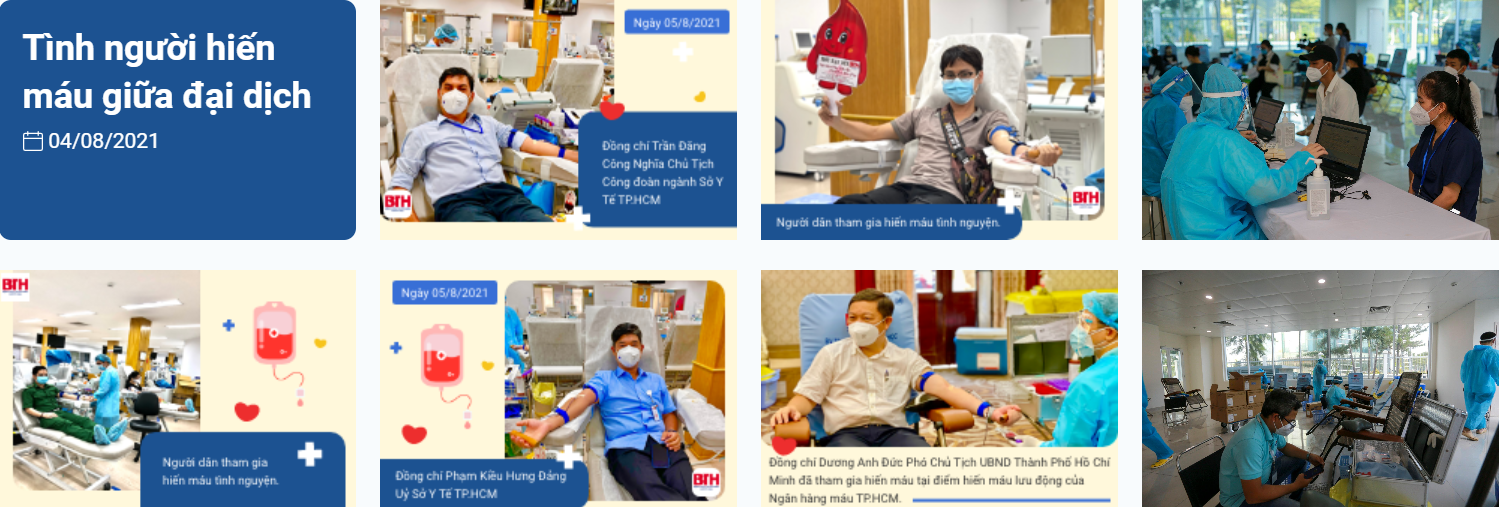 Tình người hiến
máu giữa đại dịch
04/08/2021
Ngày 05/8/2021
Đồng chí Trần Đăng
Công Nghĩa Chủ Tịch
Công đoàn ngành Sở Y
Tế TP.HCM
BTH
Người dân tham gia hiến máu tình nguyện.
BTH
BTH
Người dân tham gia
hiến máu tình nguyện.
Ngày 05/8/2021
Đồng chí Phạm Kiều Hưng Đảng
Uỷ Sở Y Tế TP.HCM
BTH
Đồng chí Dương Anh Đức Phó Chủ Tịch UBND Thành Phố Hồ Chí
Minh đã tham gia hiến máu tại điểm hiến máu lưu động của
Ngân hàng máu TP.HCM.